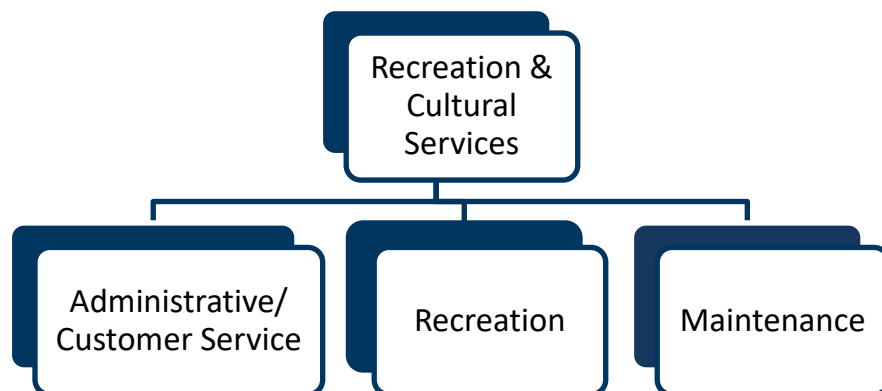 Recreation &
Cultural
Services
Administrative/
Customer Service
Recreation
Maintenance